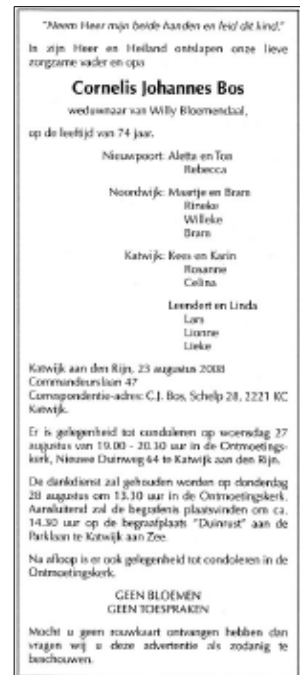 "Neem Heer mijn beide handen en leid dit kind."
In zijn Heer en Heiland ontslapen onze lieve
zorgzame vader en opa
Cornelis Johannes Bos
weduwnaar van Willy Bloemendaal,
op de leeftijd van 74 jaar.
Nieuwpoort: Aletta en Ton
Rebecca
Noordwijk: Maartje en Bram
Rineke
Willeke
Bram
Katwijk: Kees en Karin
Rosanne
Celina
Leendert en Linda
Lars
Lionne
Lieke
Katwijk aan den Rijn, 23 augustus 2008
Commandeurslaan 47
Correspondentie-adres: C.J. Bos, Schelp 28, 2221 KC
Katwijk.
Er is gelegenheid tot condoleren op woensdag 27
augustus van 19.00 - 20.30 uur in de Ontmoetings-
kerk, Nieuwe Duinweg 64 te Katwijk aan den Rijn.
De dankdienst zal gehouden worden op donderdag
28 augustus om 13.30 uur in de Ontmoetingskerk.
Aansluitend zal de begrafenis plaatsvinden om ca.
14.30 uur op de begraafplaats "Duinrust" aan de
Parklaan te Katwijk aan Zee.
Na afloop is er ook gelegenheid tot condoleren in de
Ontmoetingskerk.
GEEN BLOEMEN
GEEN TOESPRAKEN
Mocht u geen rouwkaart ontvangen hebben dan
vragen wij u deze advertentie als zodanig te
beschouwen.